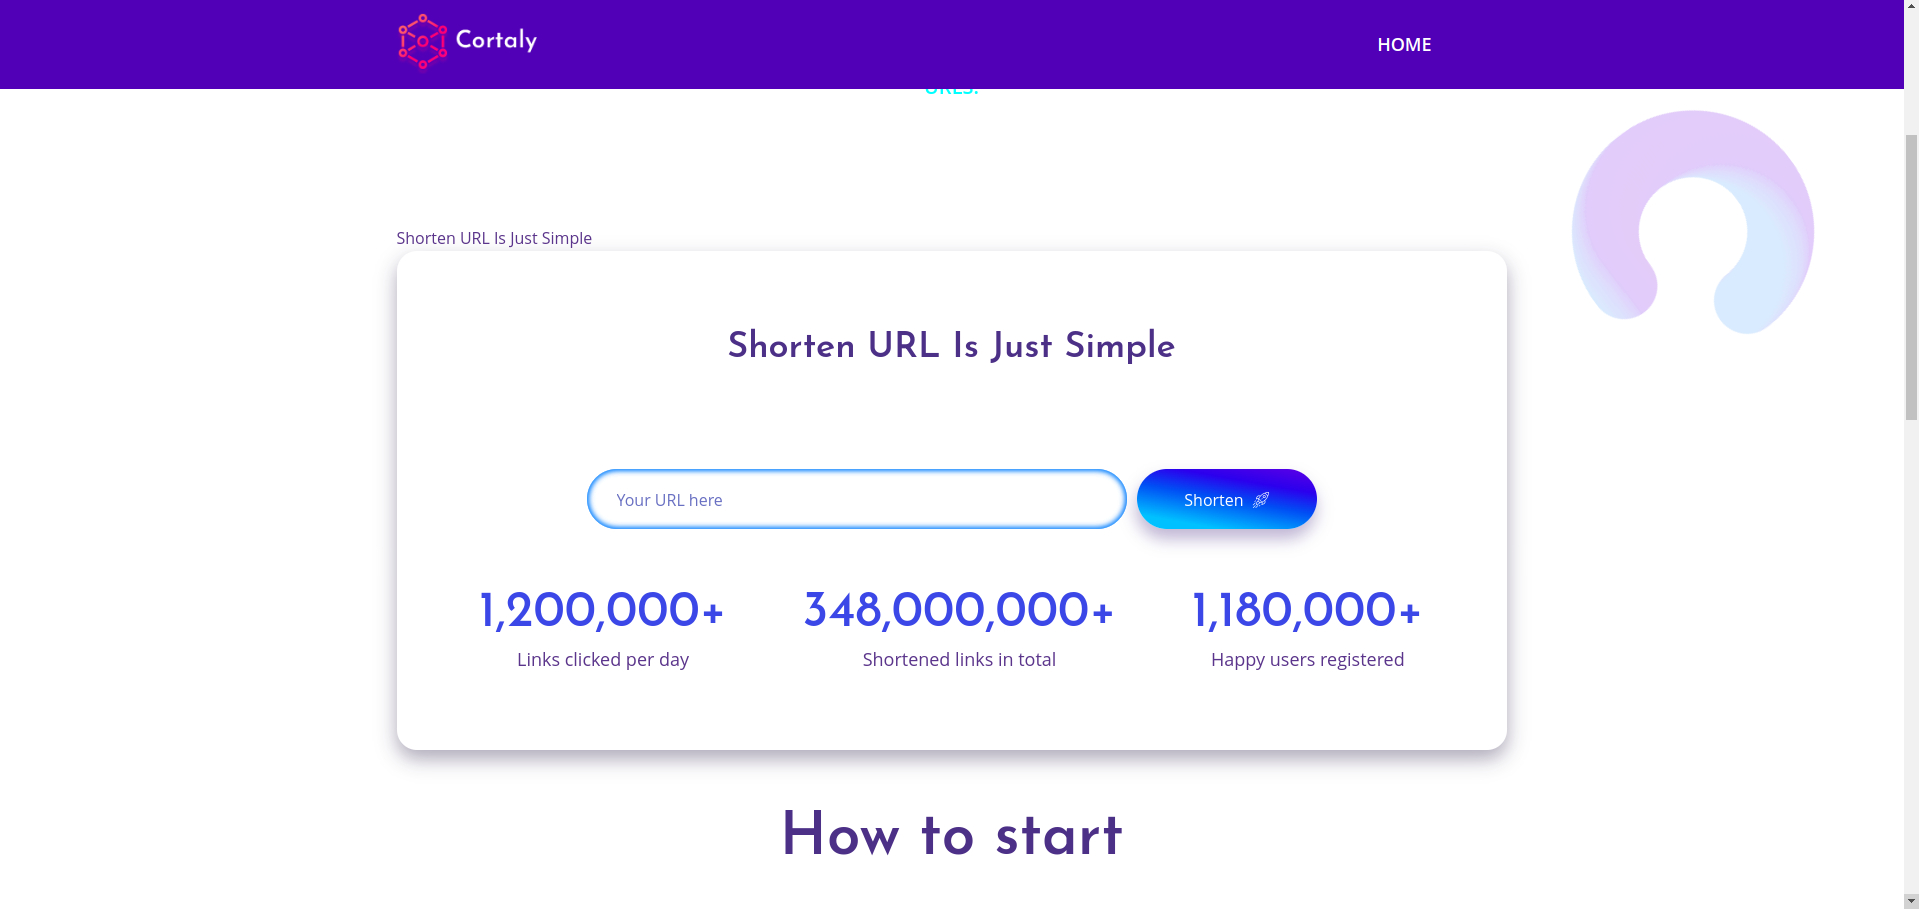 Cortaly
HOME
URLS.
Shorten URL Is Just Simple
Shorten URL Is Just Simple
Your URL here
Shorten
1,200,000+
348,000,000+
1,180,000+
Links clicked per day
Shortened links in total
Happy users registered
How to start